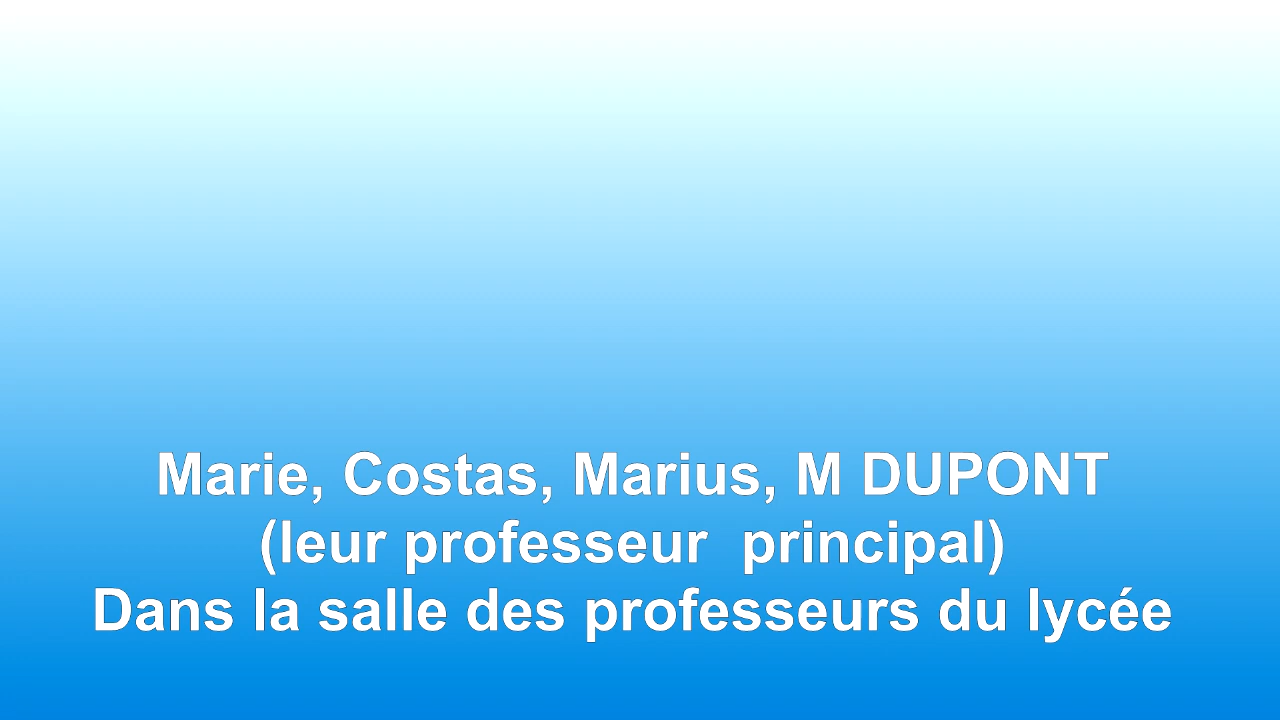 Marie, Costas, Marius, M DUPONT
(leur professeur  principal)
Dans la salle des professeurs du lycée